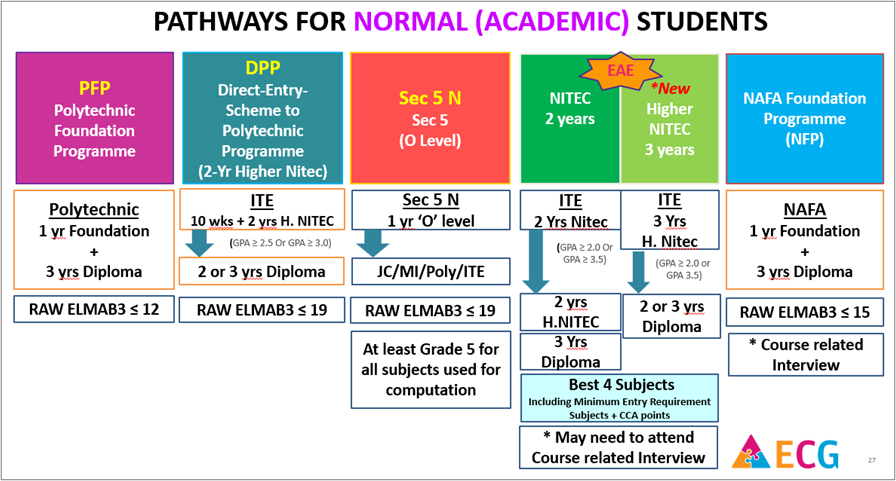 PATHWAYS FOR NORMAL (ACADEMIC) STUDENTS
PFP
Polytechnic
Foundation
Programme
Polytechnic
1 yr Foundation
+
3 yrs Diploma
RAW ELMAB3 ≤ 12
DPP
Direct-Entry-
Scheme to
Polytechnic
Programme
(2-Yr Higher Nitec)
ITE
10 wks + 2 yrs H. NITEC
(GPA ≥ 2.5 Or GPA ≥ 3.0)
2 or 3 yrs Diploma
RAW ELMAB3 ≤ 19
Sec 5 N
Sec 5
(O Level)
Sec 5 N
1 yr ‘O’ level
JC/MI/Poly/ITE
RAW ELMAB3 ≤ 19
At least Grade 5 for
all subjects used for
computation
EAE
NITEC
2 years
ITE
2 Yrs Nitec
(GPA ≥ 2.0 Or
GPA ≥ 3.5)
2 yrs
H.NITEC
3 Yrs
Diploma
*New
Higher
NITEC
3 years
ITE
3 Yrs
H. Nitec
(GPA ≥ 2.0 or
GPA 3.5)
2 or 3 yrs
Diploma
Best 4 Subjects
Including Minimum Entry Requirement
Subjects + CCA points
* May need to attend
Course related Interview
NAFA Foundation
Programme
(NFP)
NAFA
1 yr Foundation
+
3 yrs Diploma
RAW ELMAB3 ≤ 15
* Course related
Interview
ECG
27